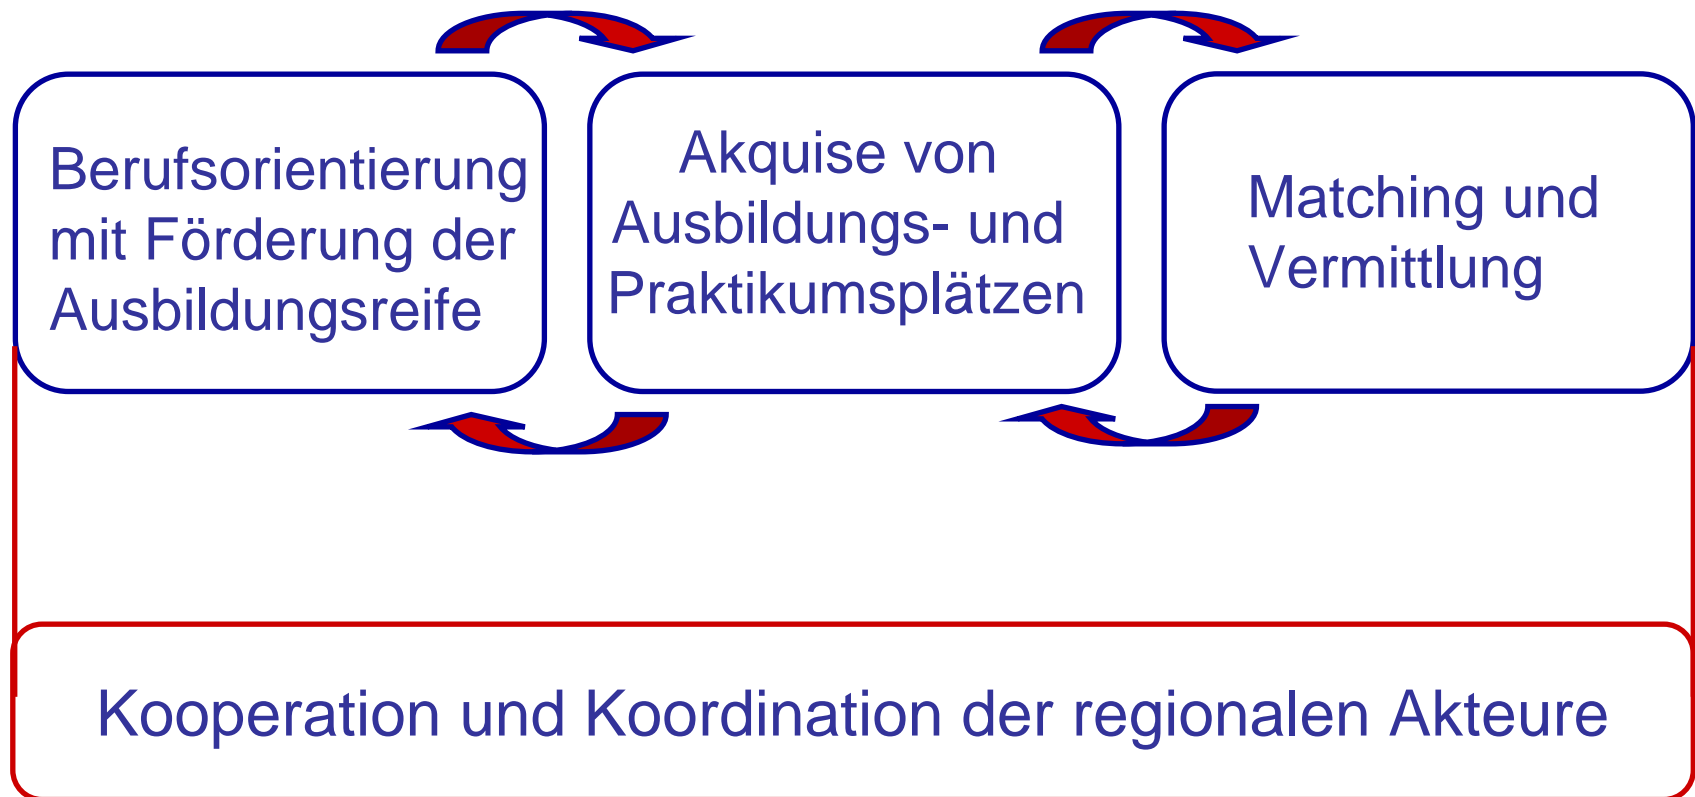 Berufsorientierung
mit Förderung der
Ausbildungsreife
Akquise von
Ausbildungs- und
Praktikumsplätzen
Matching und
Vermittlung
Kooperation und Koordination der regionalen Akteure